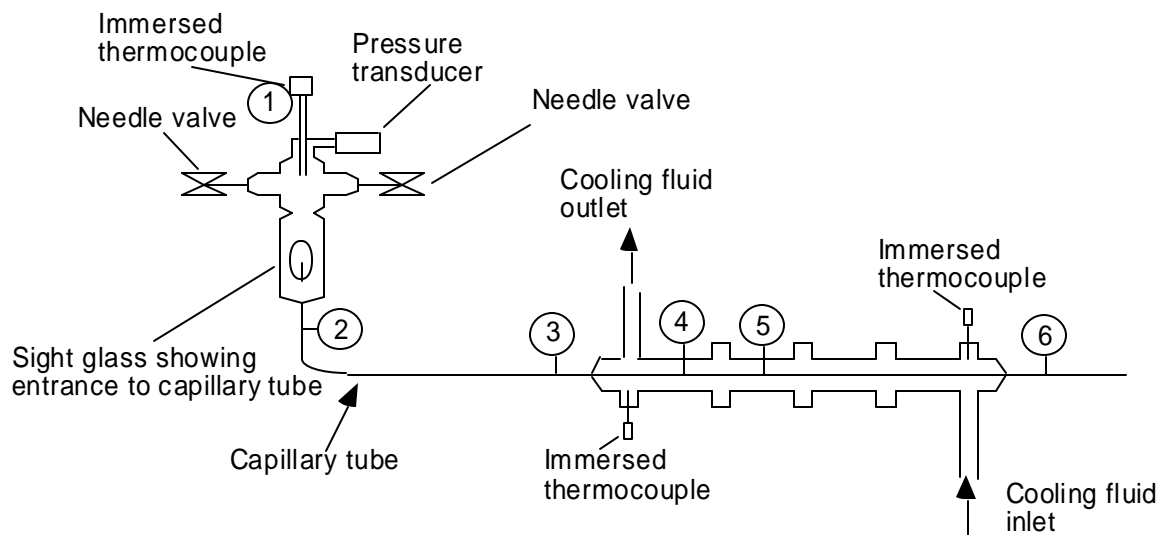 Immersed
thermocouple
Pressure
transducer
1
Needle valve
Needle valve
Cooling fluid
outlet
Immersed
thermocouple
2
3
4
5
6
Sight glass showing
entrance to capillary tube
Capillary tube
Immersed
thermocouple
Cooling fluid
inlet